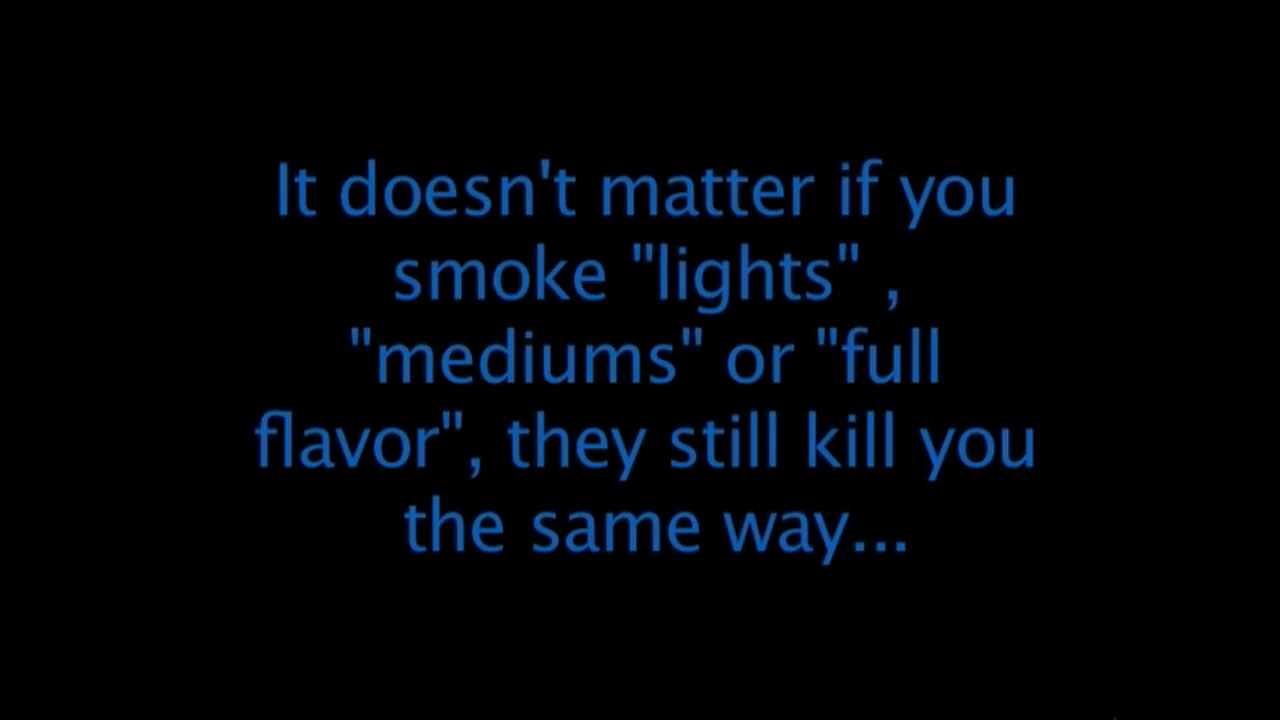 It doesn't matter if you
smoke "lights" ,
"mediums" or "full
flavor", they still kill you
the same way...